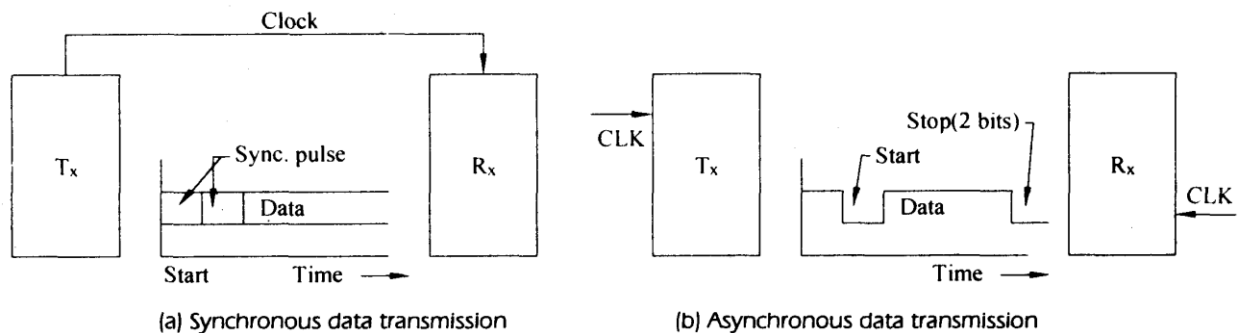 Clock
Tx
Sync. pulse
Data
Start
Time
Rx
(a) Synchronous data transmission
CLK
Tx
Start
Stop(2 bits)
Data
Time
Rx
CLK
(b) Asynchronous data transmission